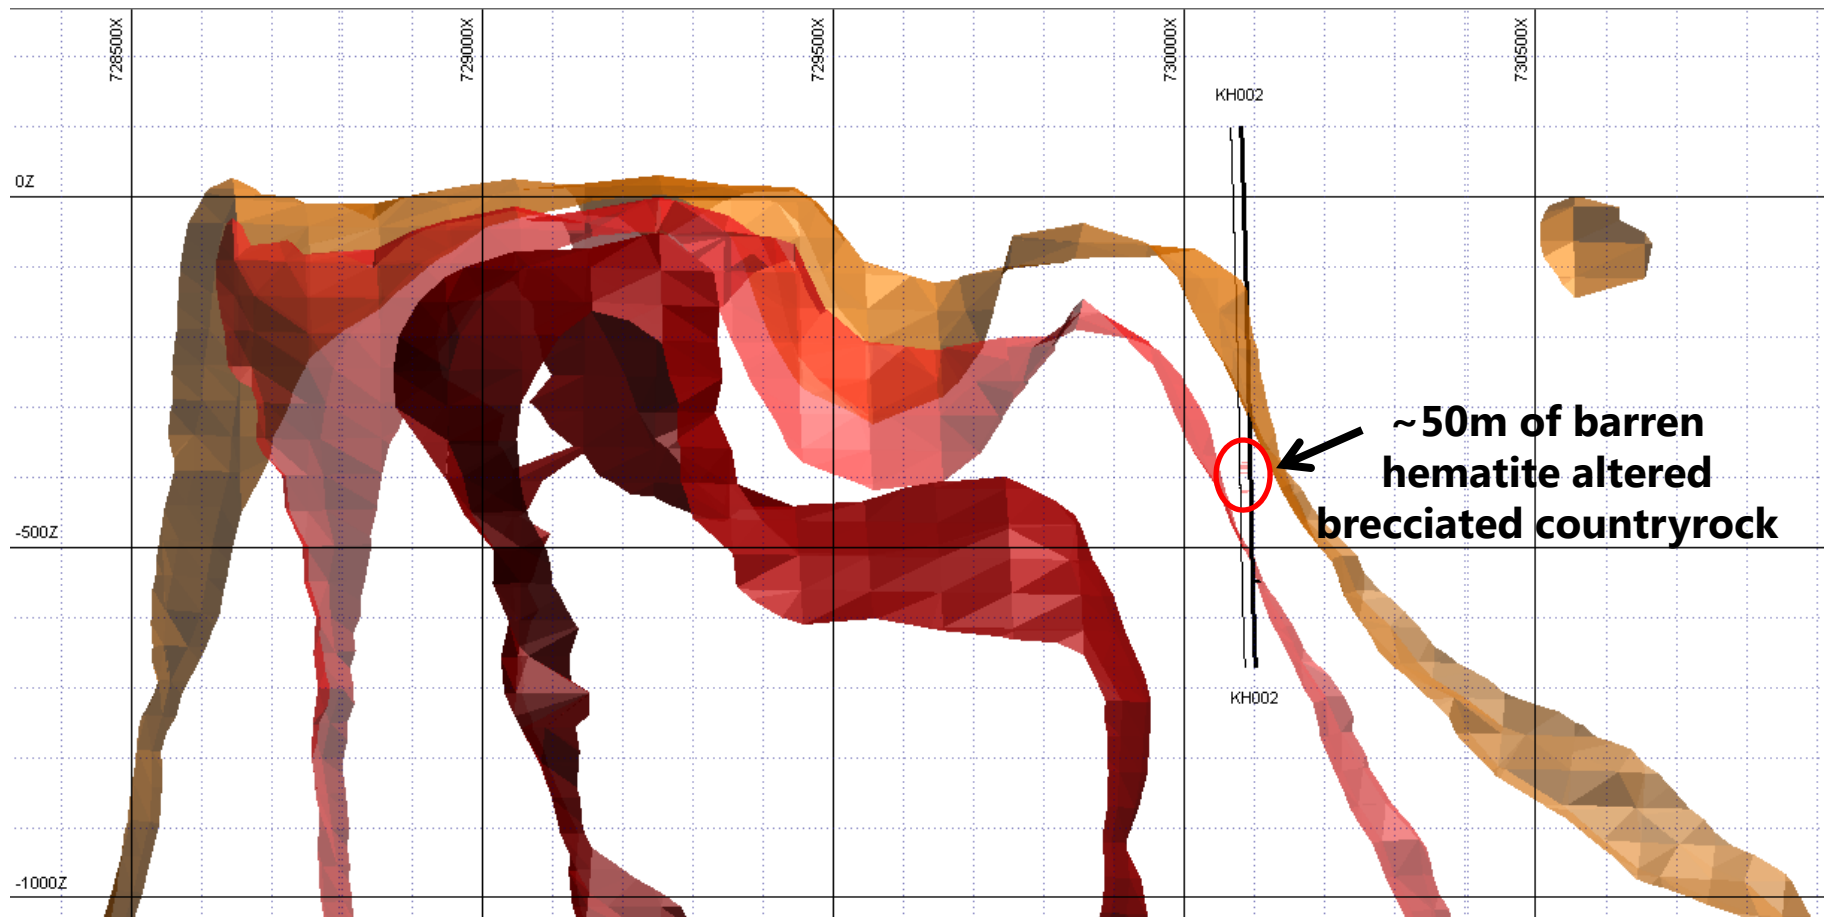 728500X
729000X
729500X
730000X
730500X
KH002
0Z
~50m of barren
hematite altered
brecciated countryrock
-500Z
KH002
-1000Z